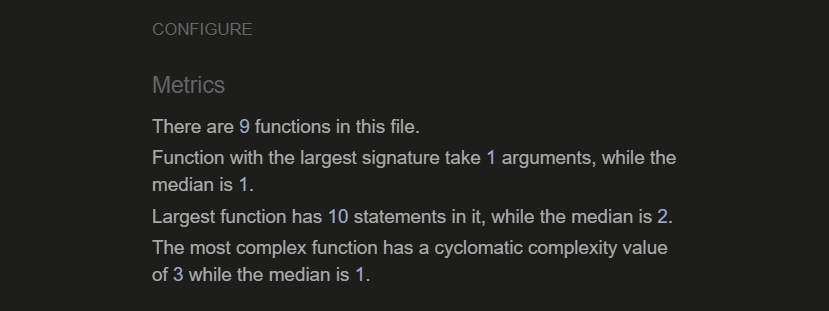 CONFIGURE
Metrics
There are 9 functions in this file.
Function with the largest signature take 1 arguments, while the
median is 1.
Largest function has 10 statements in it, while the median is 2.
The most complex function has a cyclomatic complexity value
of 3 while the median is 1.